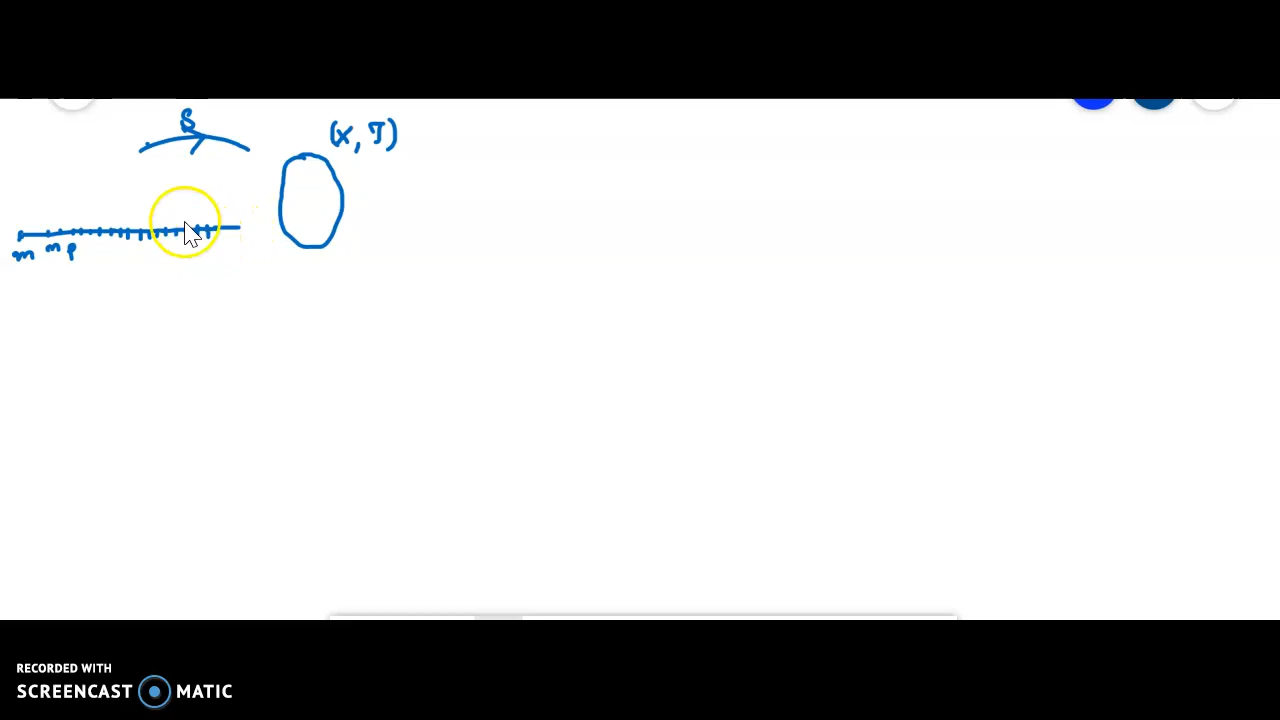 S
(X, T)
m m p
RECORDED WITH
SCREENCAST MATIC